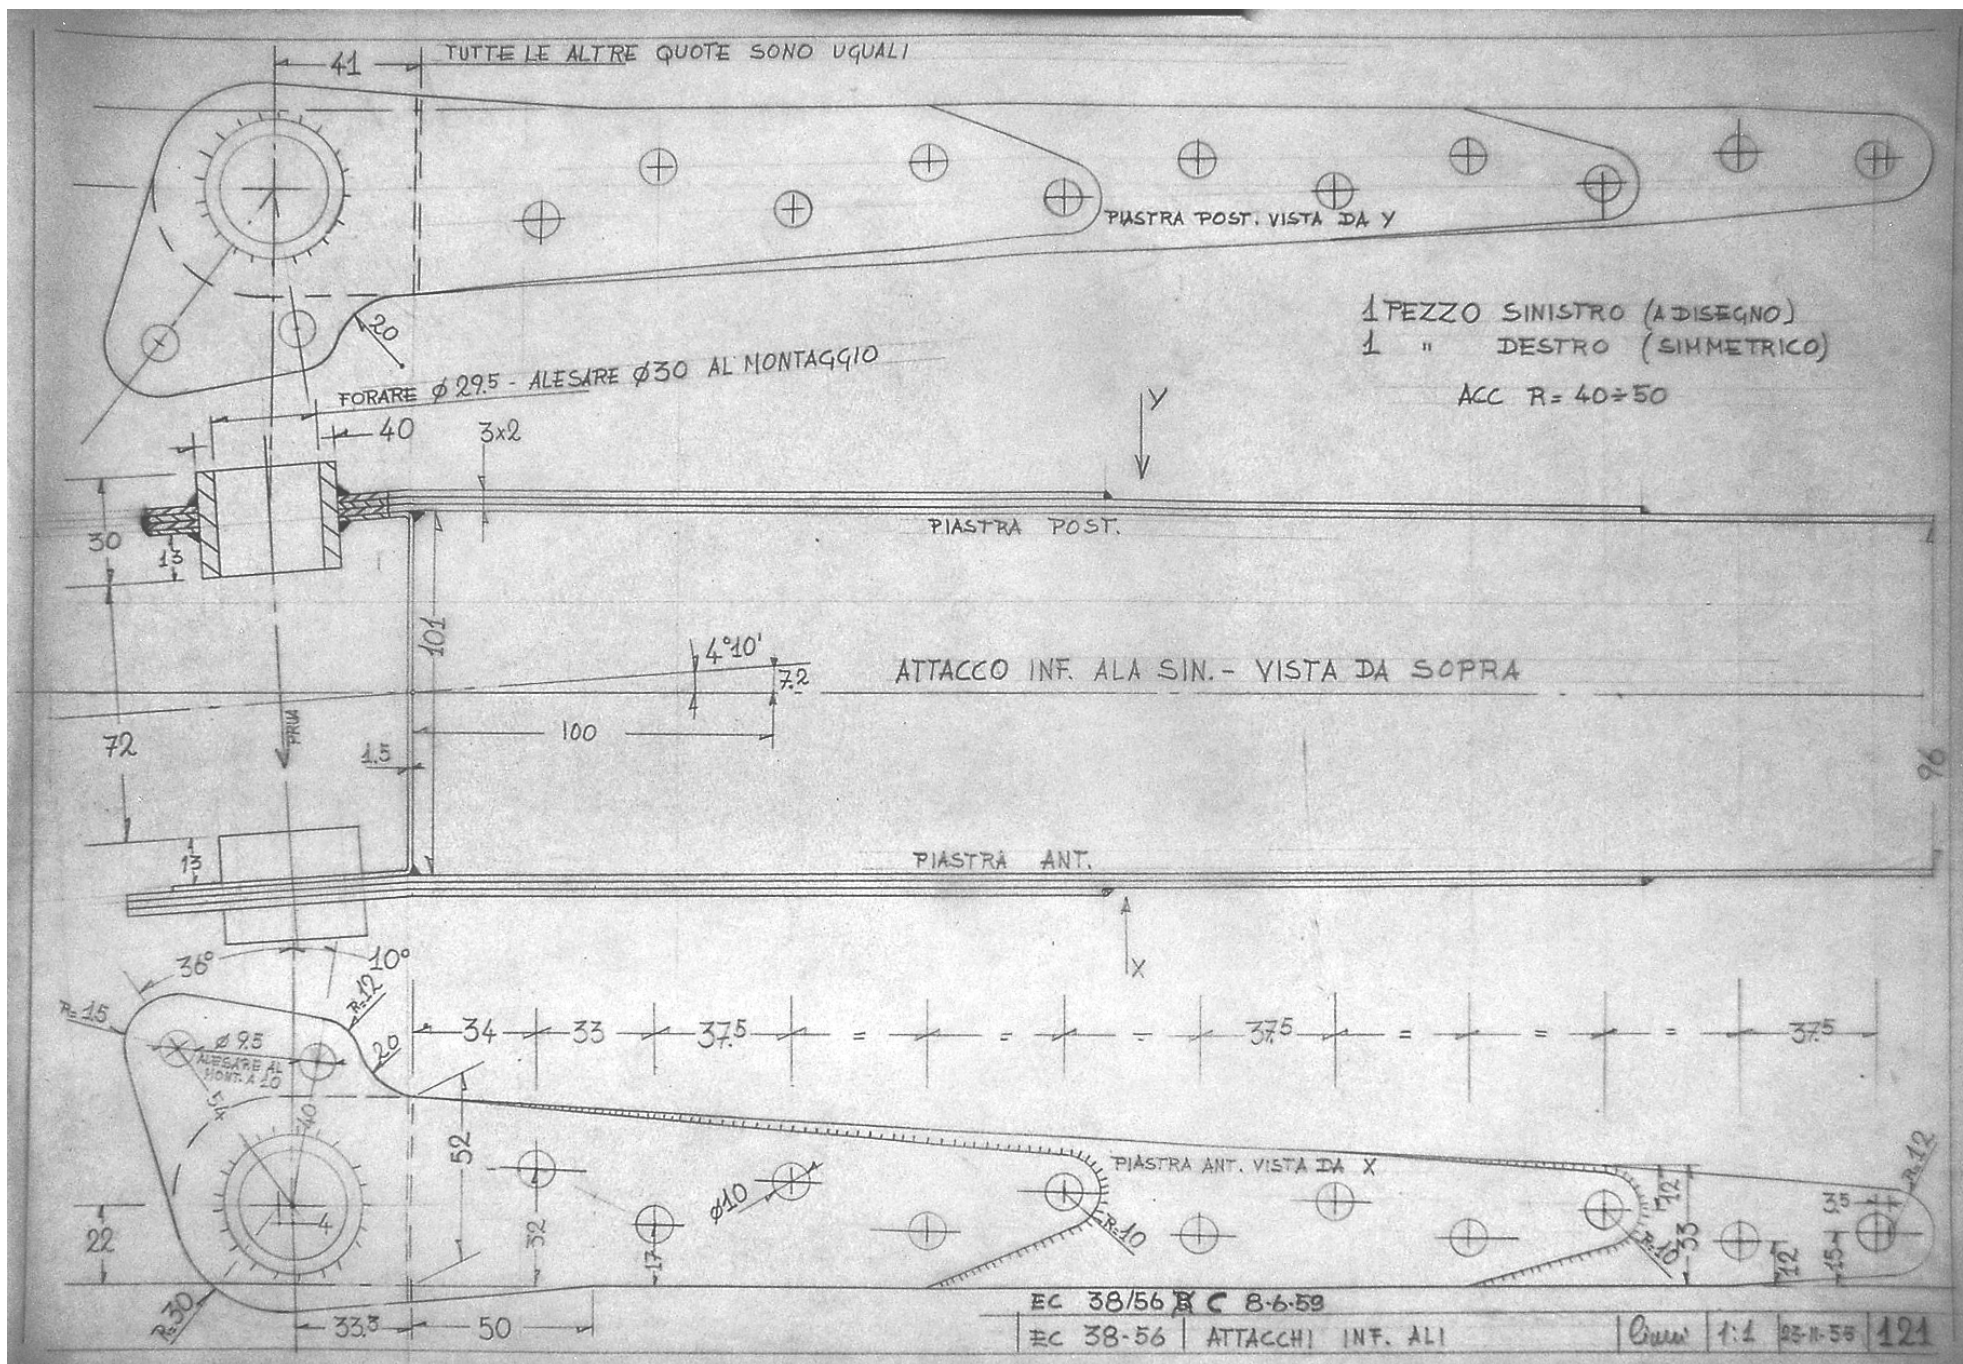 41
TUTTE LE ALTRE QUOTE SONO UGUALI
PIASTRA POST. VISTA DA Y
20
1 PEZZO SINISTRO (A DISEGNO)
1 " DESTRO (SIMMETRICO)
ACC R = 40÷50
FORARE Ø 29.5 - ALESARE Ø30 AL MONTAGGIO
40
3x2
Y
30
13
PIASTRA POST.
101
4°10'
7.2
ATTACCO INF. ALA SIN. - VISTA DA SOPRA
100
72
1.5
96
13
PIASTRA ANT.
X
36°
10°
R=15
R=12
20
34
33
37.5
=
=
=
37.5
=
=
=
37.5
Ø 9.5
ALESARE AL
MONT. A 10
54
40
52
PIASTRA ANT. VISTA DA X
Ø10
R=10
R=10
R=12
12
33
3.5
12
15
32
17
22
4
R=30
33.3
50
EC 38/56 B C 8-6-59
EC 38-56 ATTACCHI INF. ALI 1:1 121